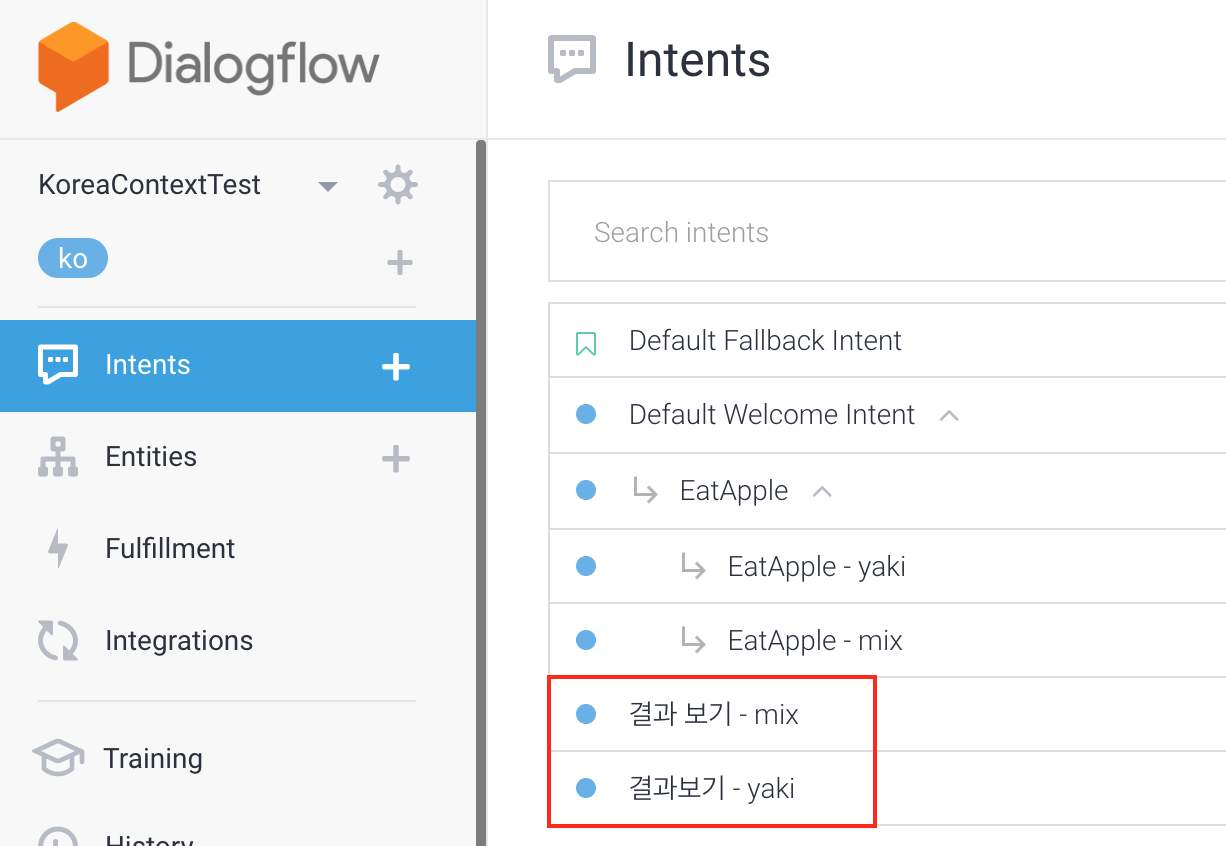 Dialogflow
Intents
KoreaContextTest
ko
Intents
Entities
Fulfillment
Integrations
Training
History
Search intents
Default Fallback Intent
Default Welcome Intent
EatApple
EatApple - yaki
EatApple - mix
결과 보기 - mix
결과보기 - yaki